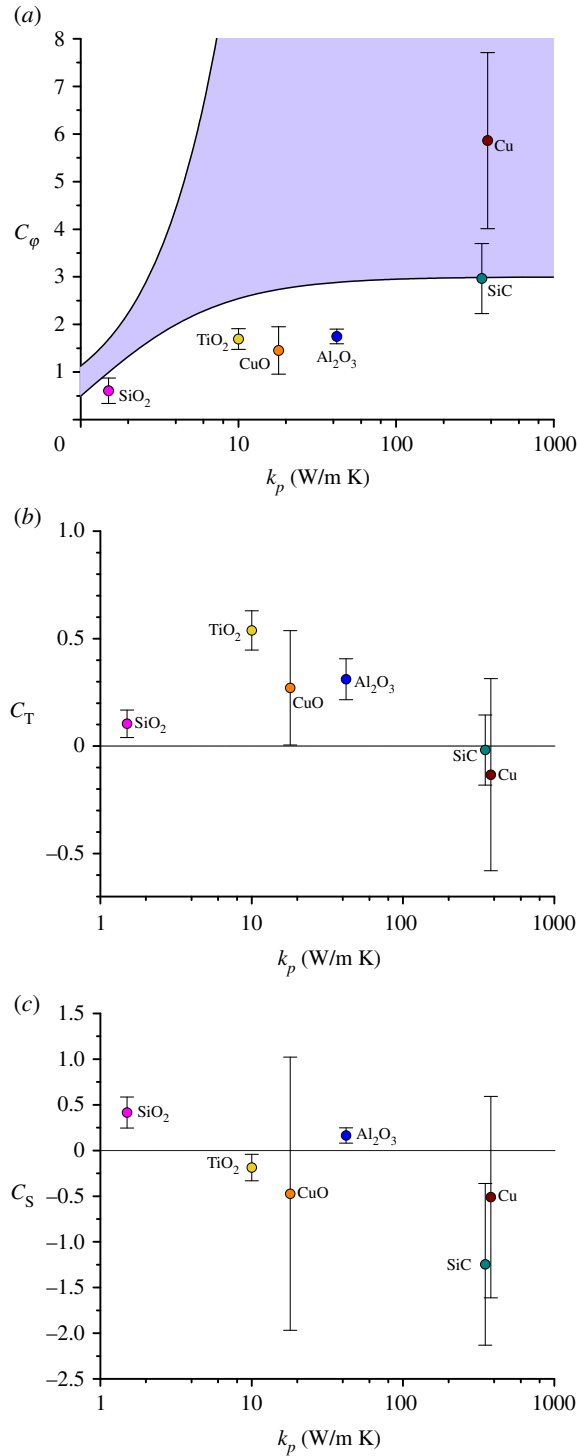 (a)
8
7
6
5
C_φ
4
3
2
1
0
10
100
1000
k_p (W/m K)
Cu
SiC
TiO₂
CuO
Al₂O₃
SiO₂
(b)
1.0
0.5
C_T
0
−0.5
1
10
100
1000
k_p (W/m K)
TiO₂
CuO
Al₂O₃
SiO₂
SiC
Cu
(c)
1.5
1.0
0.5
0
C_S
−0.5
−1.0
−1.5
−2.0
−2.5
1
10
100
1000
k_p (W/m K)
SiO₂
TiO₂
Al₂O₃
CuO
Cu
SiC